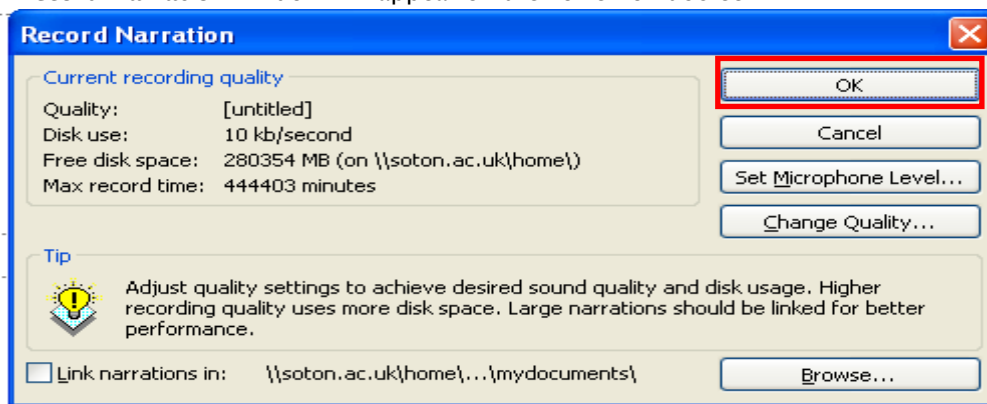 Record Narration
Current recording quality
Quality: [untitled]
Disk use: 10 kb/second
Free disk space: 280354 MB (on \\soton.ac.uk\home\)
Max record time: 444403 minutes
OK
Cancel
Set Microphone Level...
Change Quality...
Tip
Adjust quality settings to achieve desired sound quality and disk usage. Higher
recording quality uses more disk space. Large narrations should be linked for better
performance.
Link narrations in: \\soton.ac.uk\home\...\mydocuments\
Browse...